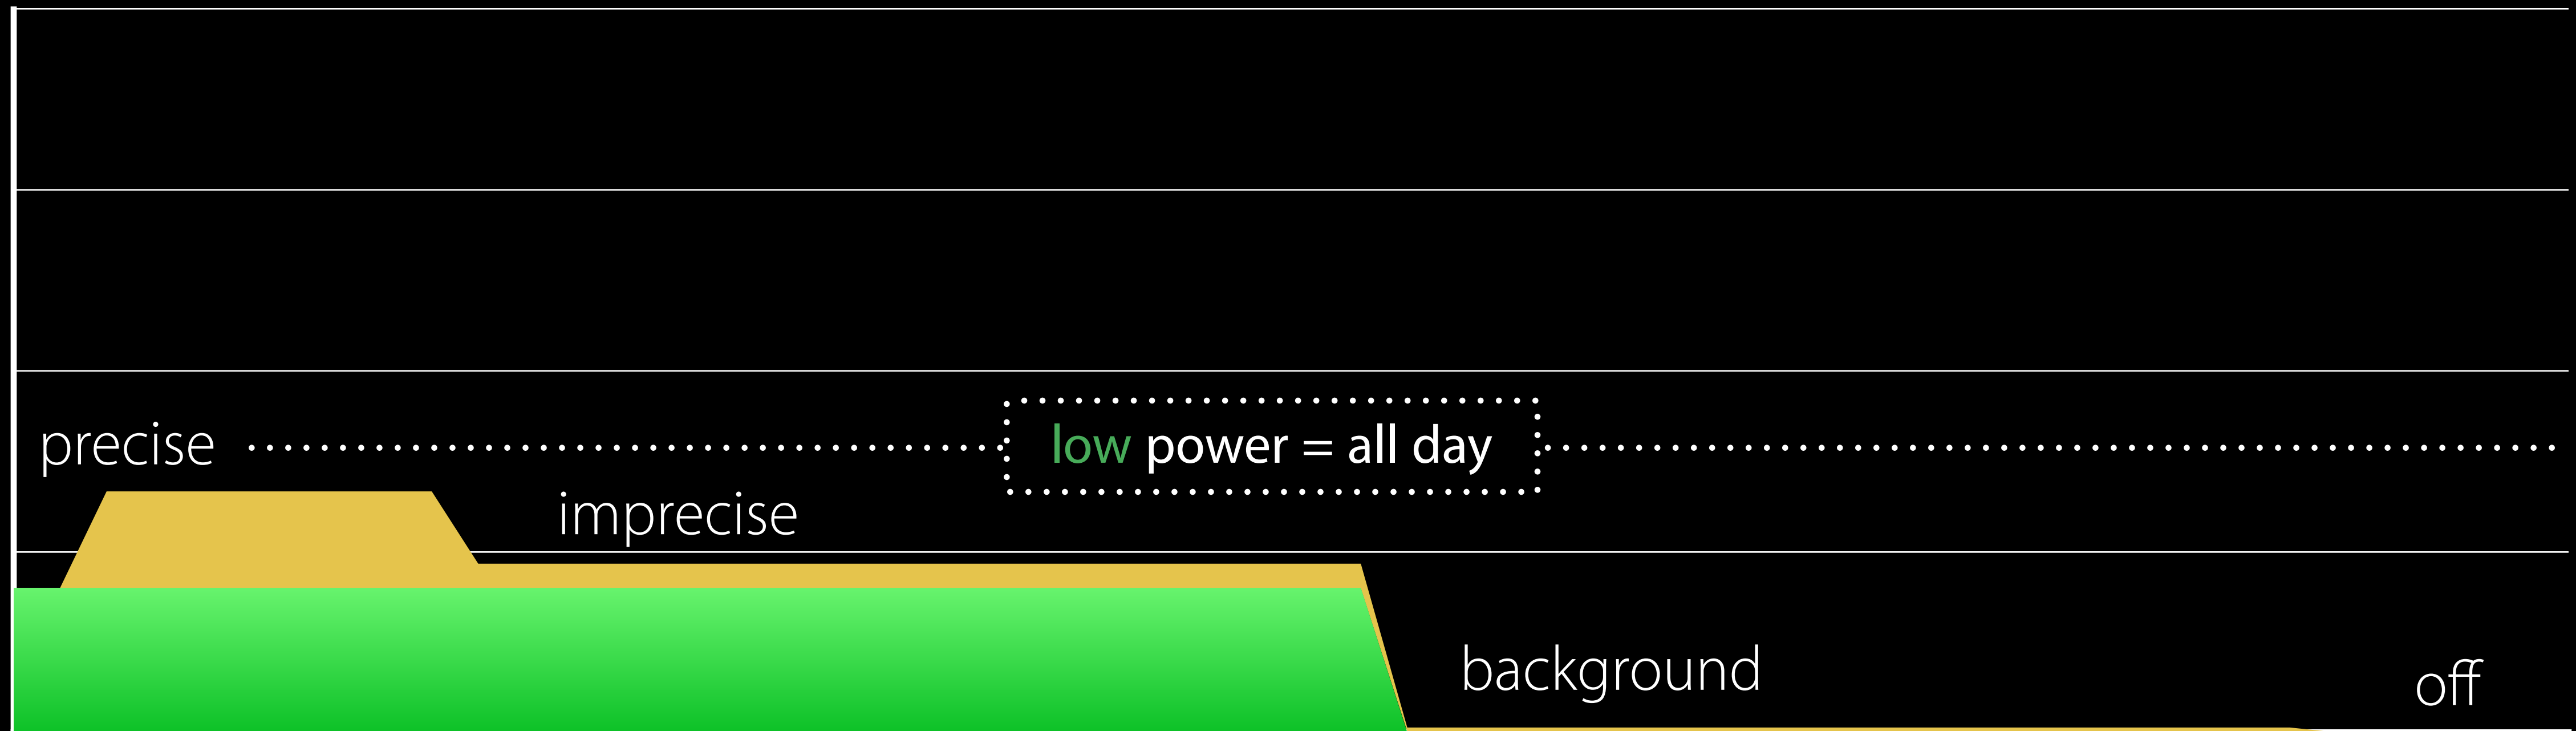 precise
low power = all day
imprecise
background
off